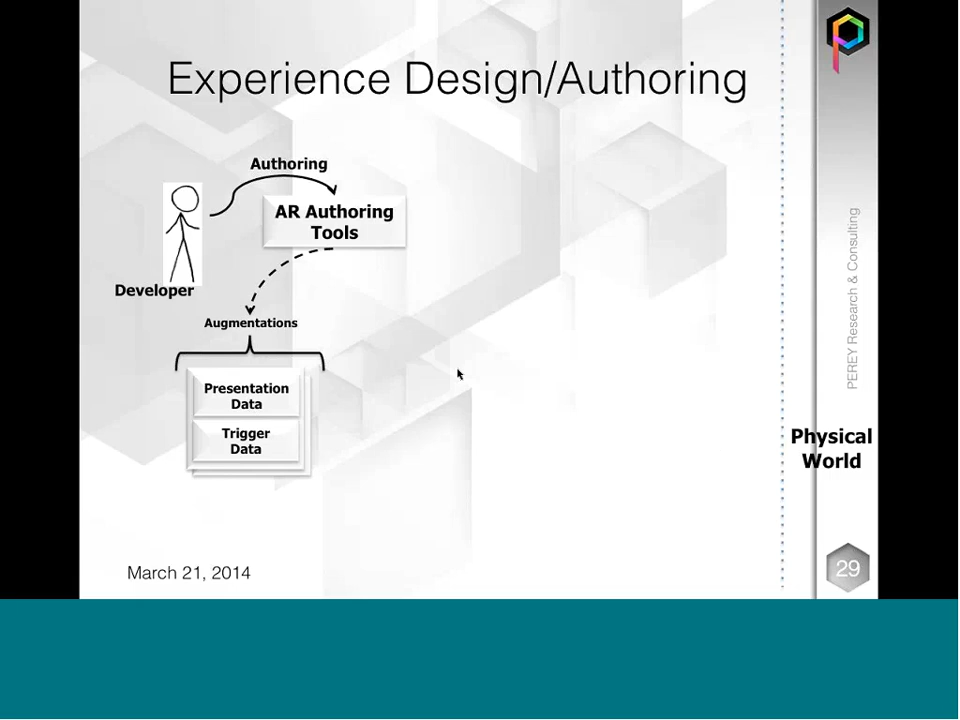 Experience Design/Authoring
Authoring
AR Authoring
Tools
Developer
Augmentations
Presentation
Data
Trigger
Data
PEREY Research & Consulting
Physical
World
March 21, 2014
29